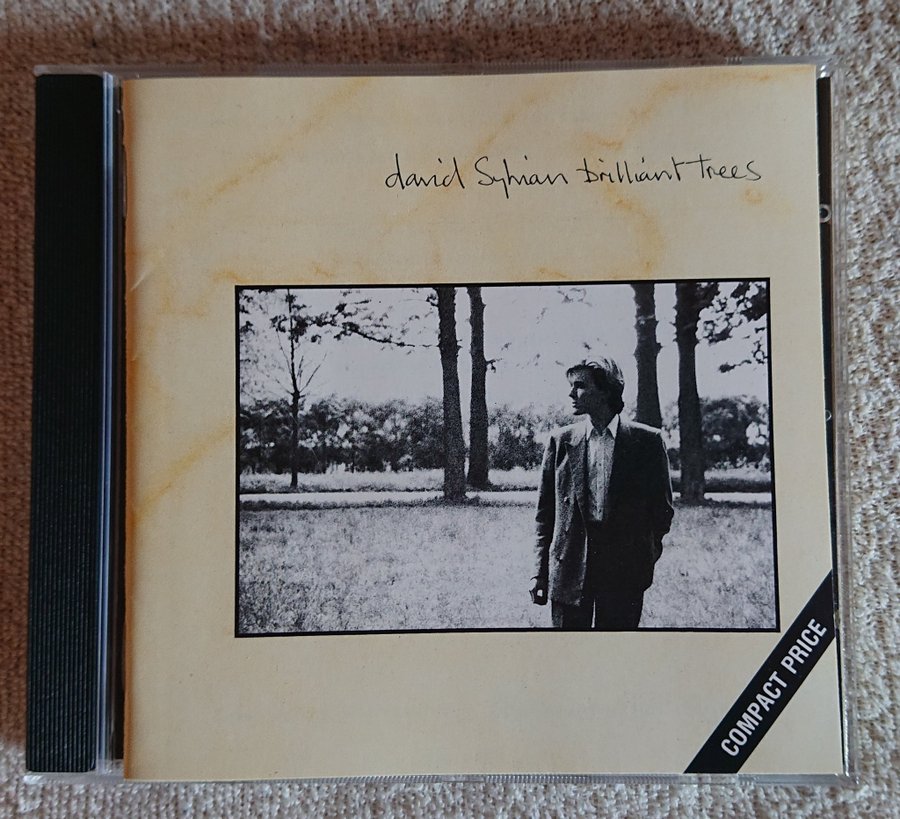 david Sylvian brilliant Trees
COMPACT PRICE